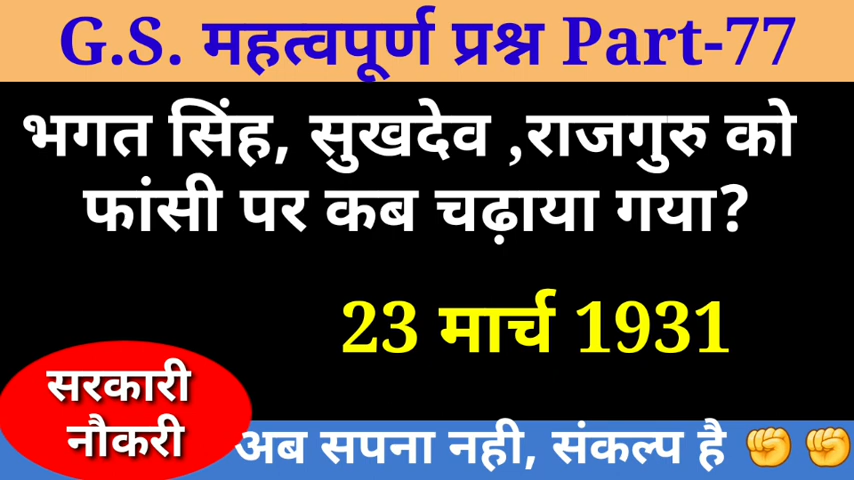 G.S. महत्वपूर्ण प्रश्न Part-77
भगत सिंह, सुखदेव ,राजगुरु को
फांसी पर कब चढ़ाया गया?
23 मार्च 1931
सरकारी
नौकरी
अब सपना नही, संकल्प है ✊ ✊